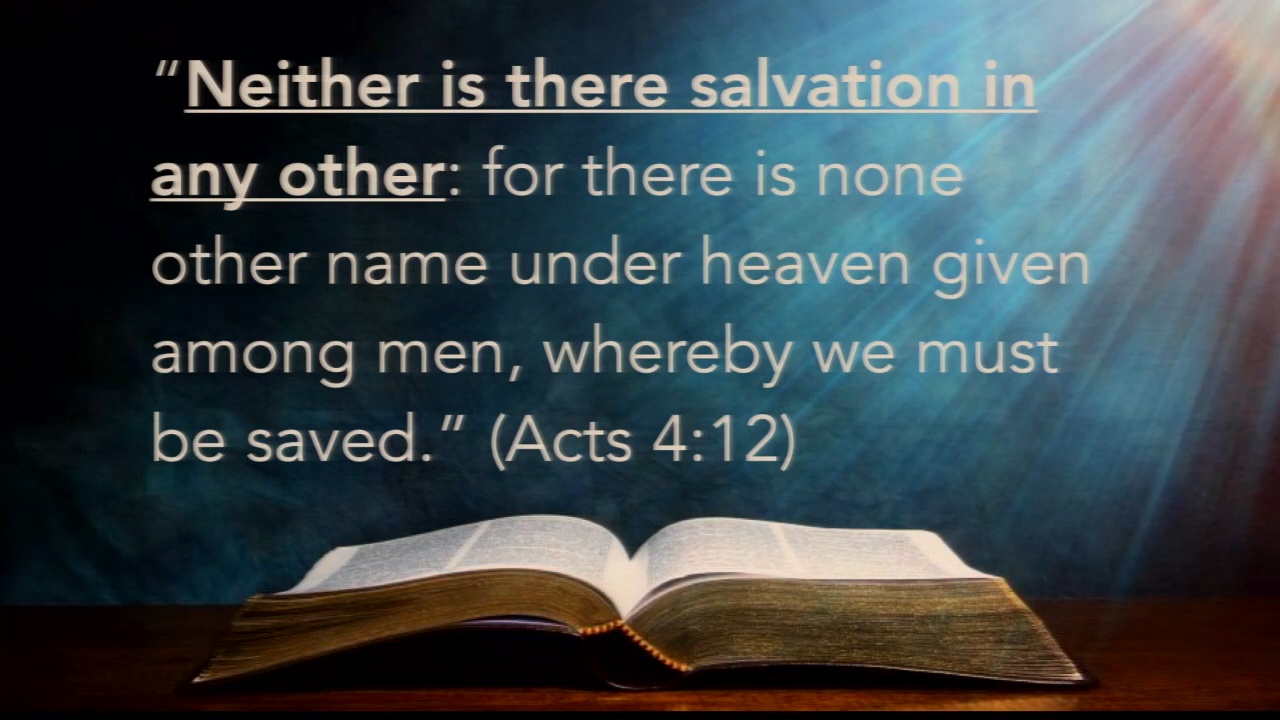 “Neither is there salvation in
any other: for there is none
other name under heaven given
among men, whereby we must
be saved.” (Acts 4:12)